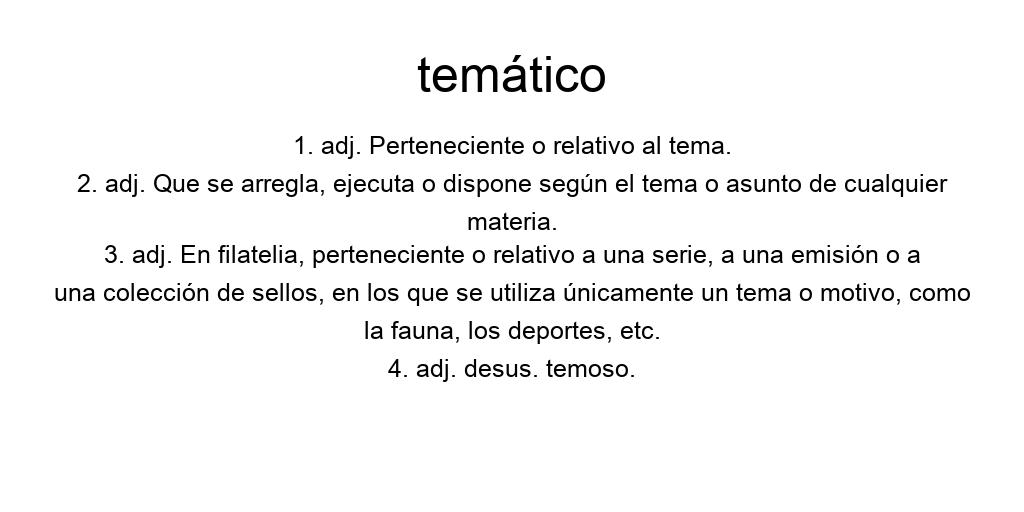 temático
1. adj. Perteneciente o relativo al tema.
2. adj. Que se arregla, ejecuta o dispone según el tema o asunto de cualquier
materia.
3. adj. En filatelia, perteneciente o relativo a una serie, a una emisión o a
una colección de sellos, en los que se utiliza únicamente un tema o motivo, como
la fauna, los deportes, etc.
4. adj. desus. temoso.